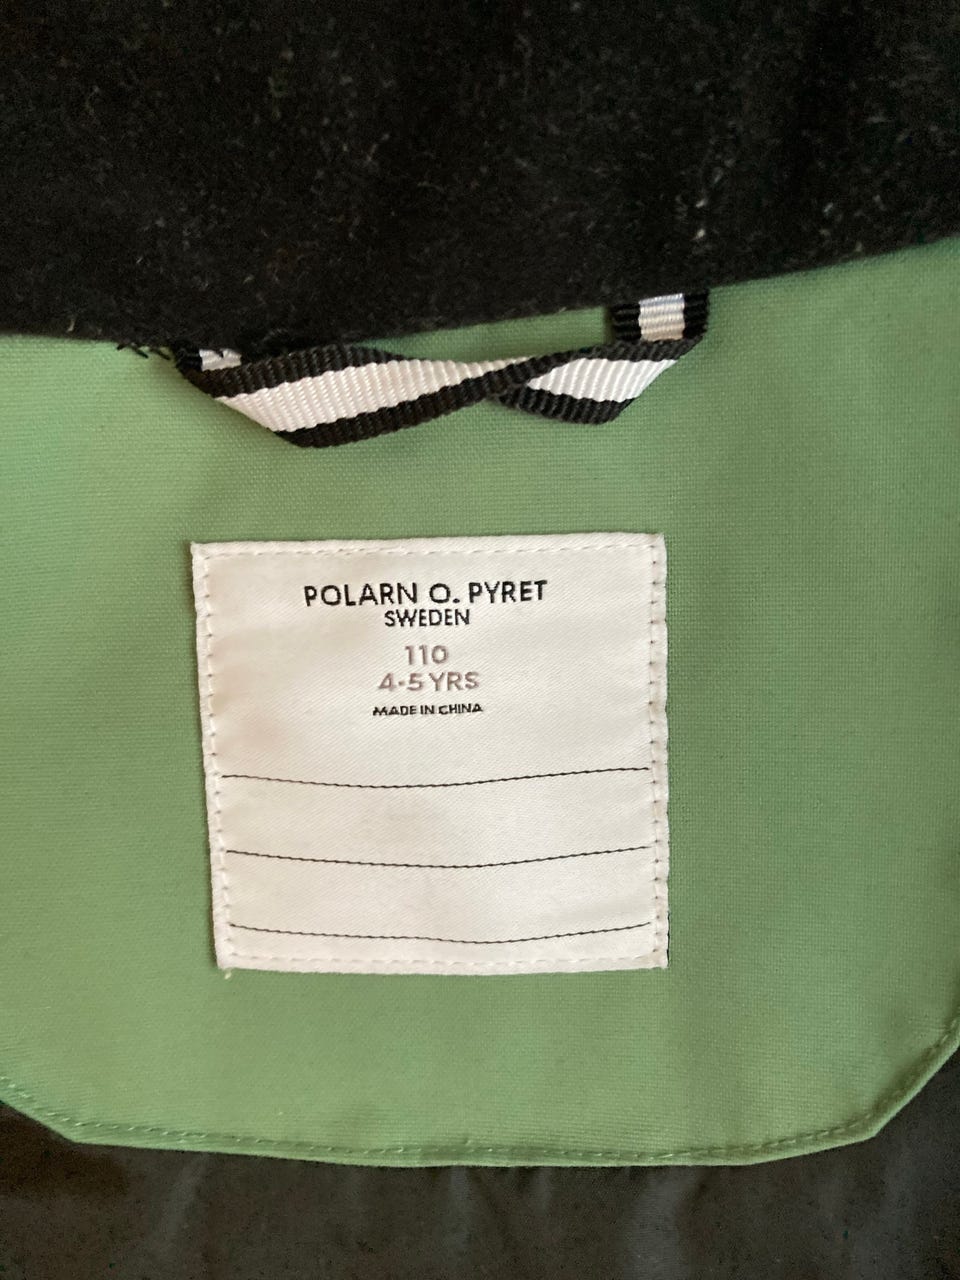 POLARN O. PYRET
SWEDEN
110
4-5 YRS
MADE IN CHINA